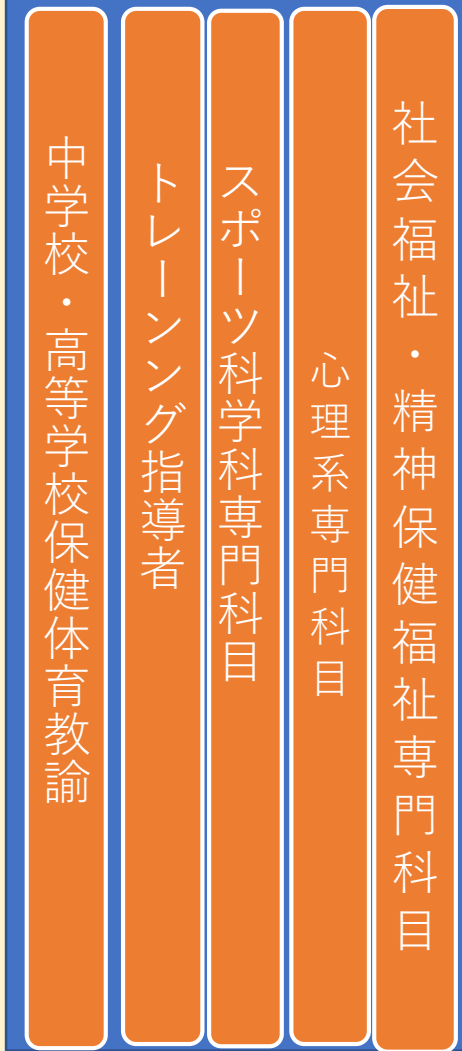 社会福祉・精神保健福祉専門科目
心理系専門科目
スポーツ科学科専門科目
トレーンング指導者
中学校・高等学校保健体育教諭